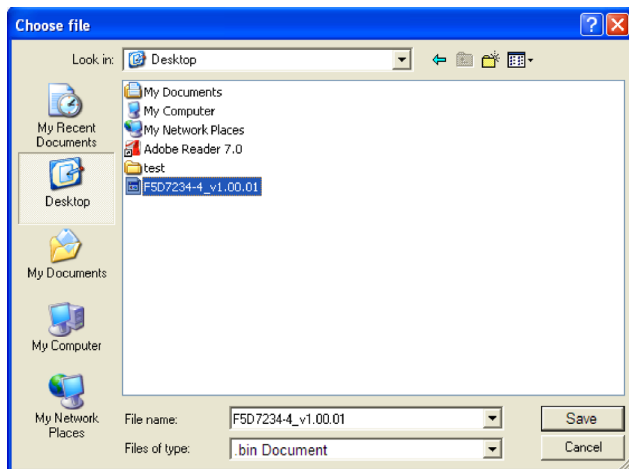 Choose file
Look in:
Desktop
My Recent
Documents
Desktop
My Documents
My Computer
My Network
Places
My Documents
My Computer
My Network Places
Adobe Reader 7.0
test
F5D7234-4_v1.00.01
File name:
F5D7234-4_v1.00.01
Save
Files of type:
.bin Document
Cancel